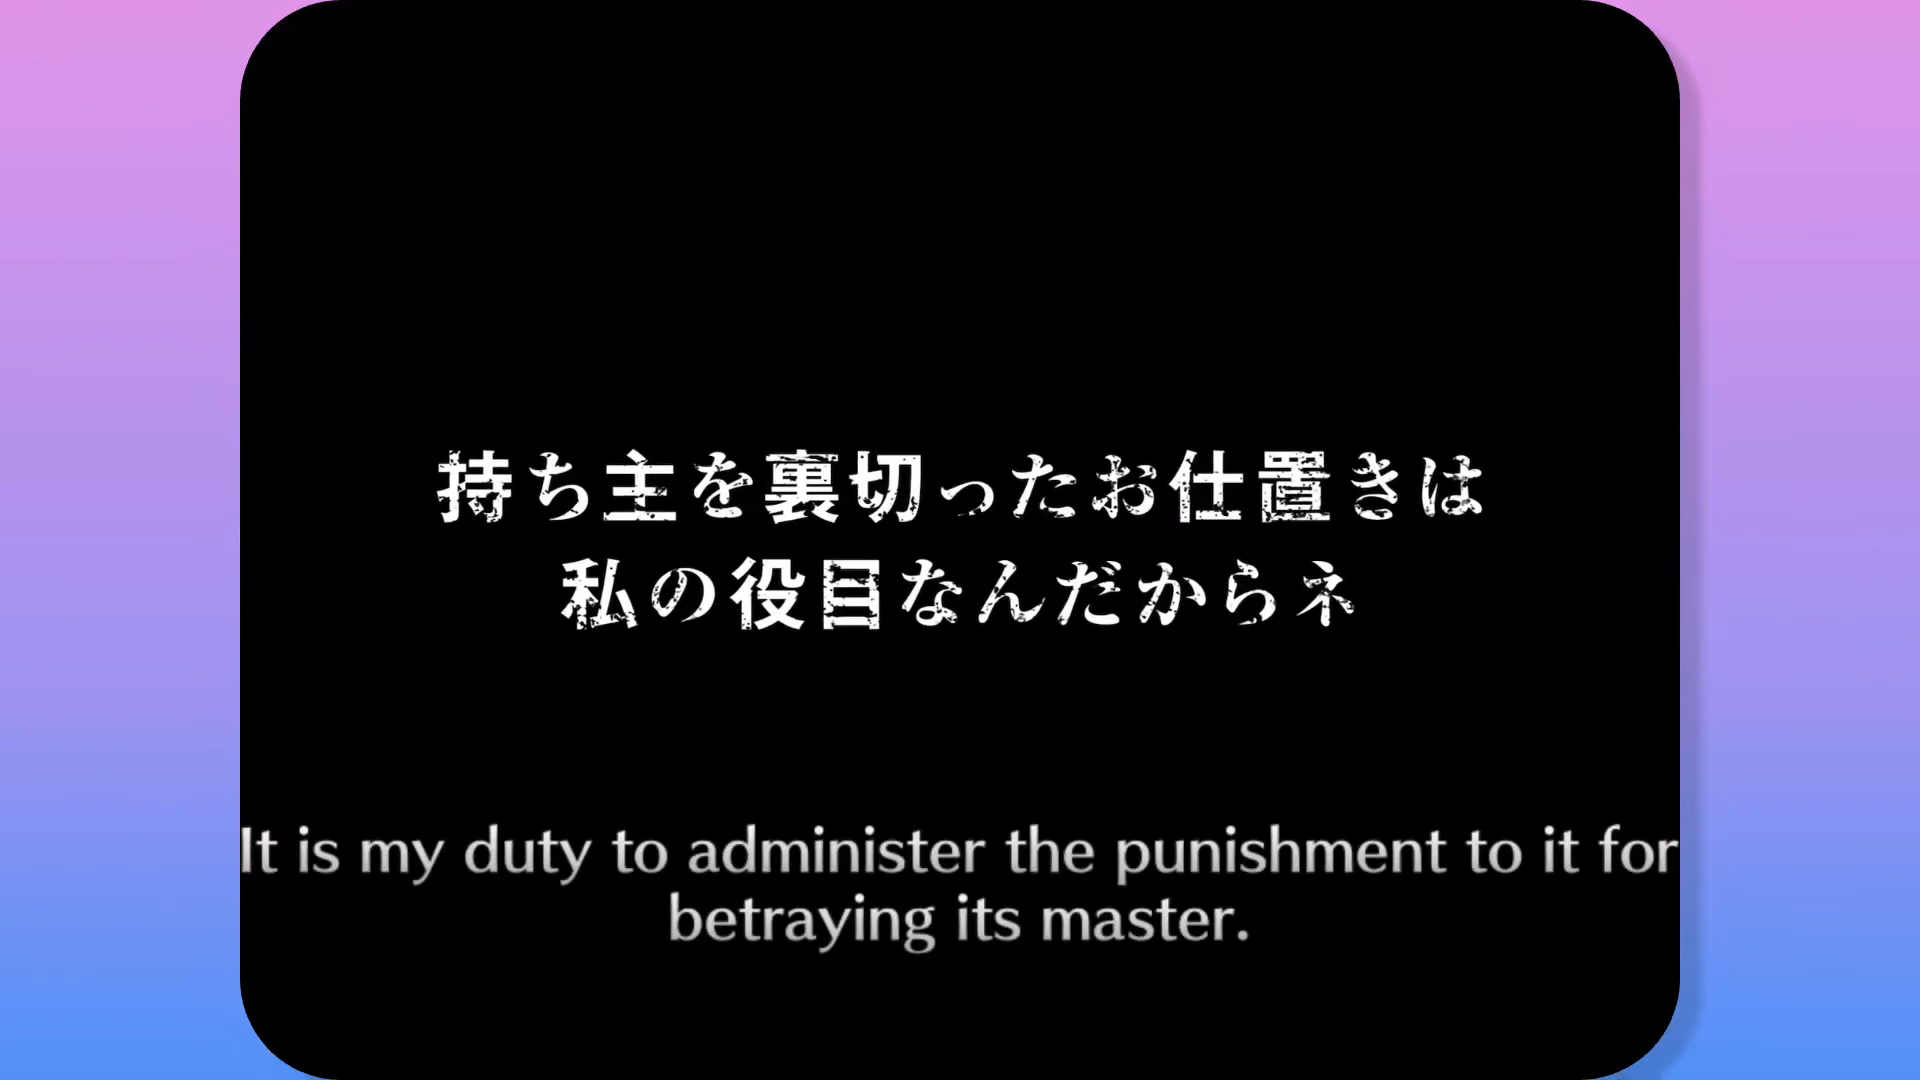 持ち主を裏切ったお仕置きは
私の役目なんだからネ
It is my duty to administer the punishment to it for
betraying its master.